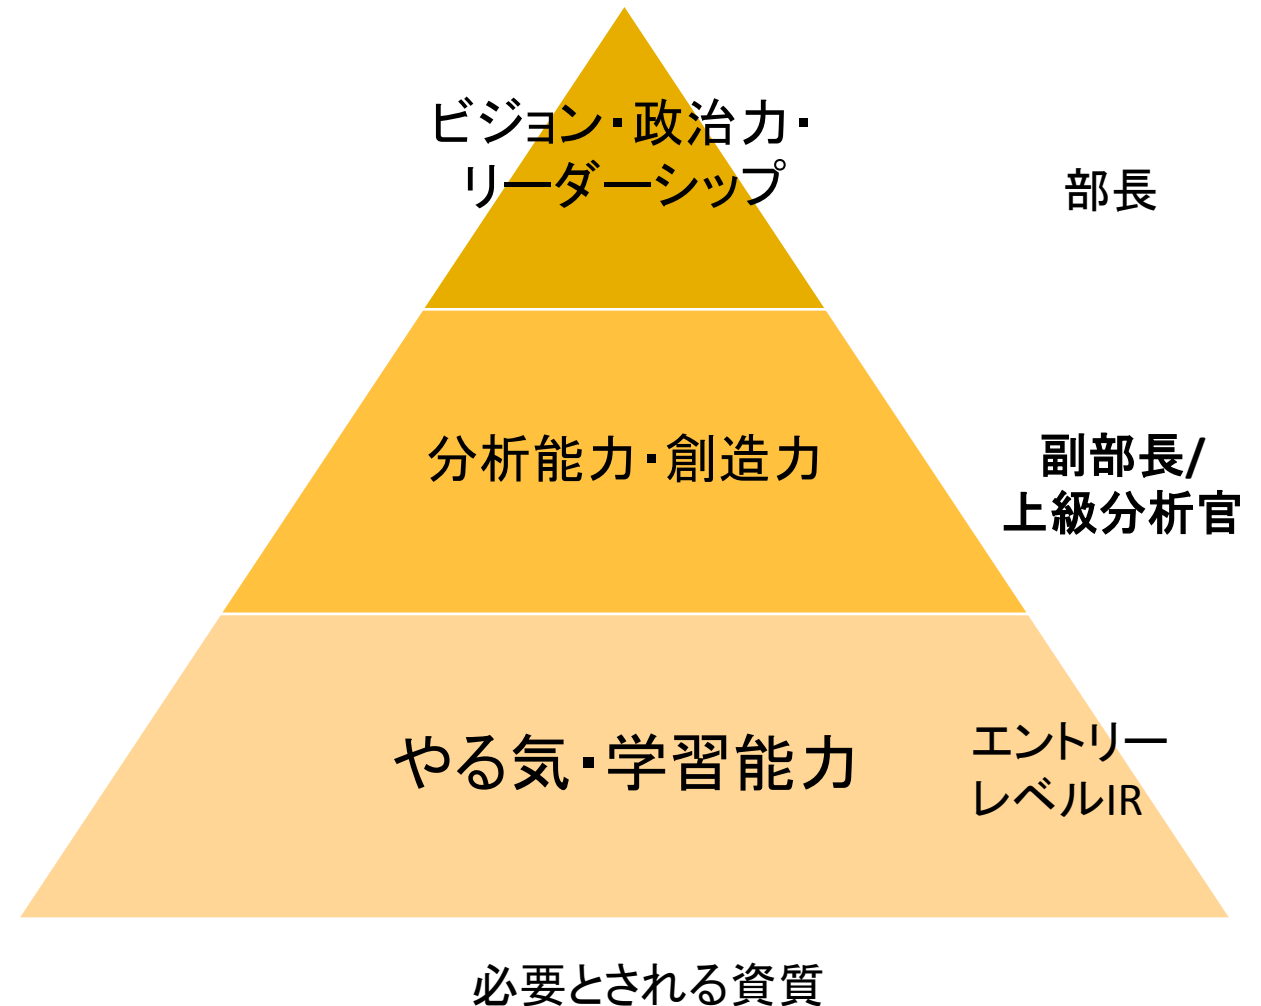 ビジョン・政治力・
リーダーシップ
部長
分析能力・創造力
副部長/
上級分析官
やる気・学習能力
エントリー
レベルIR
必要とされる資質